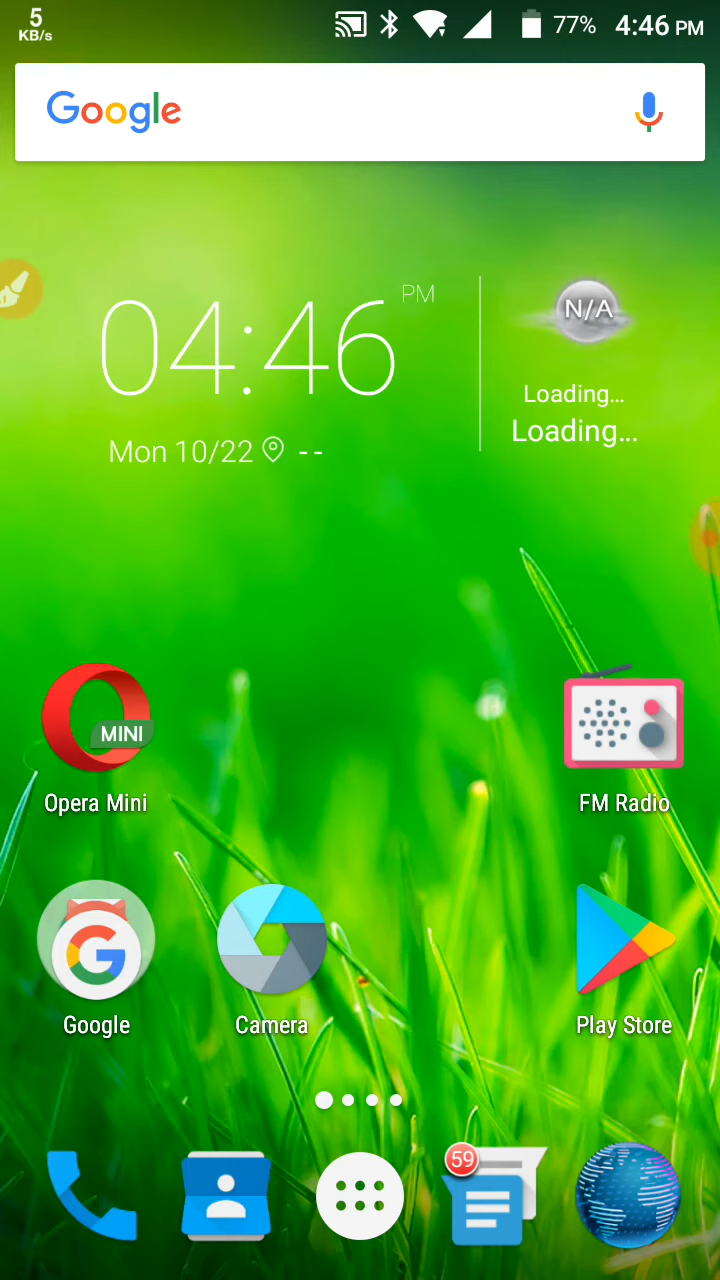 5
KB/s
77% 4:46 PM
Google
04:46 PM
N/A
Loading...
Loading...
Mon 10/22 --
MINI
Opera Mini
FM Radio
G
Google
Camera
Play Store
59